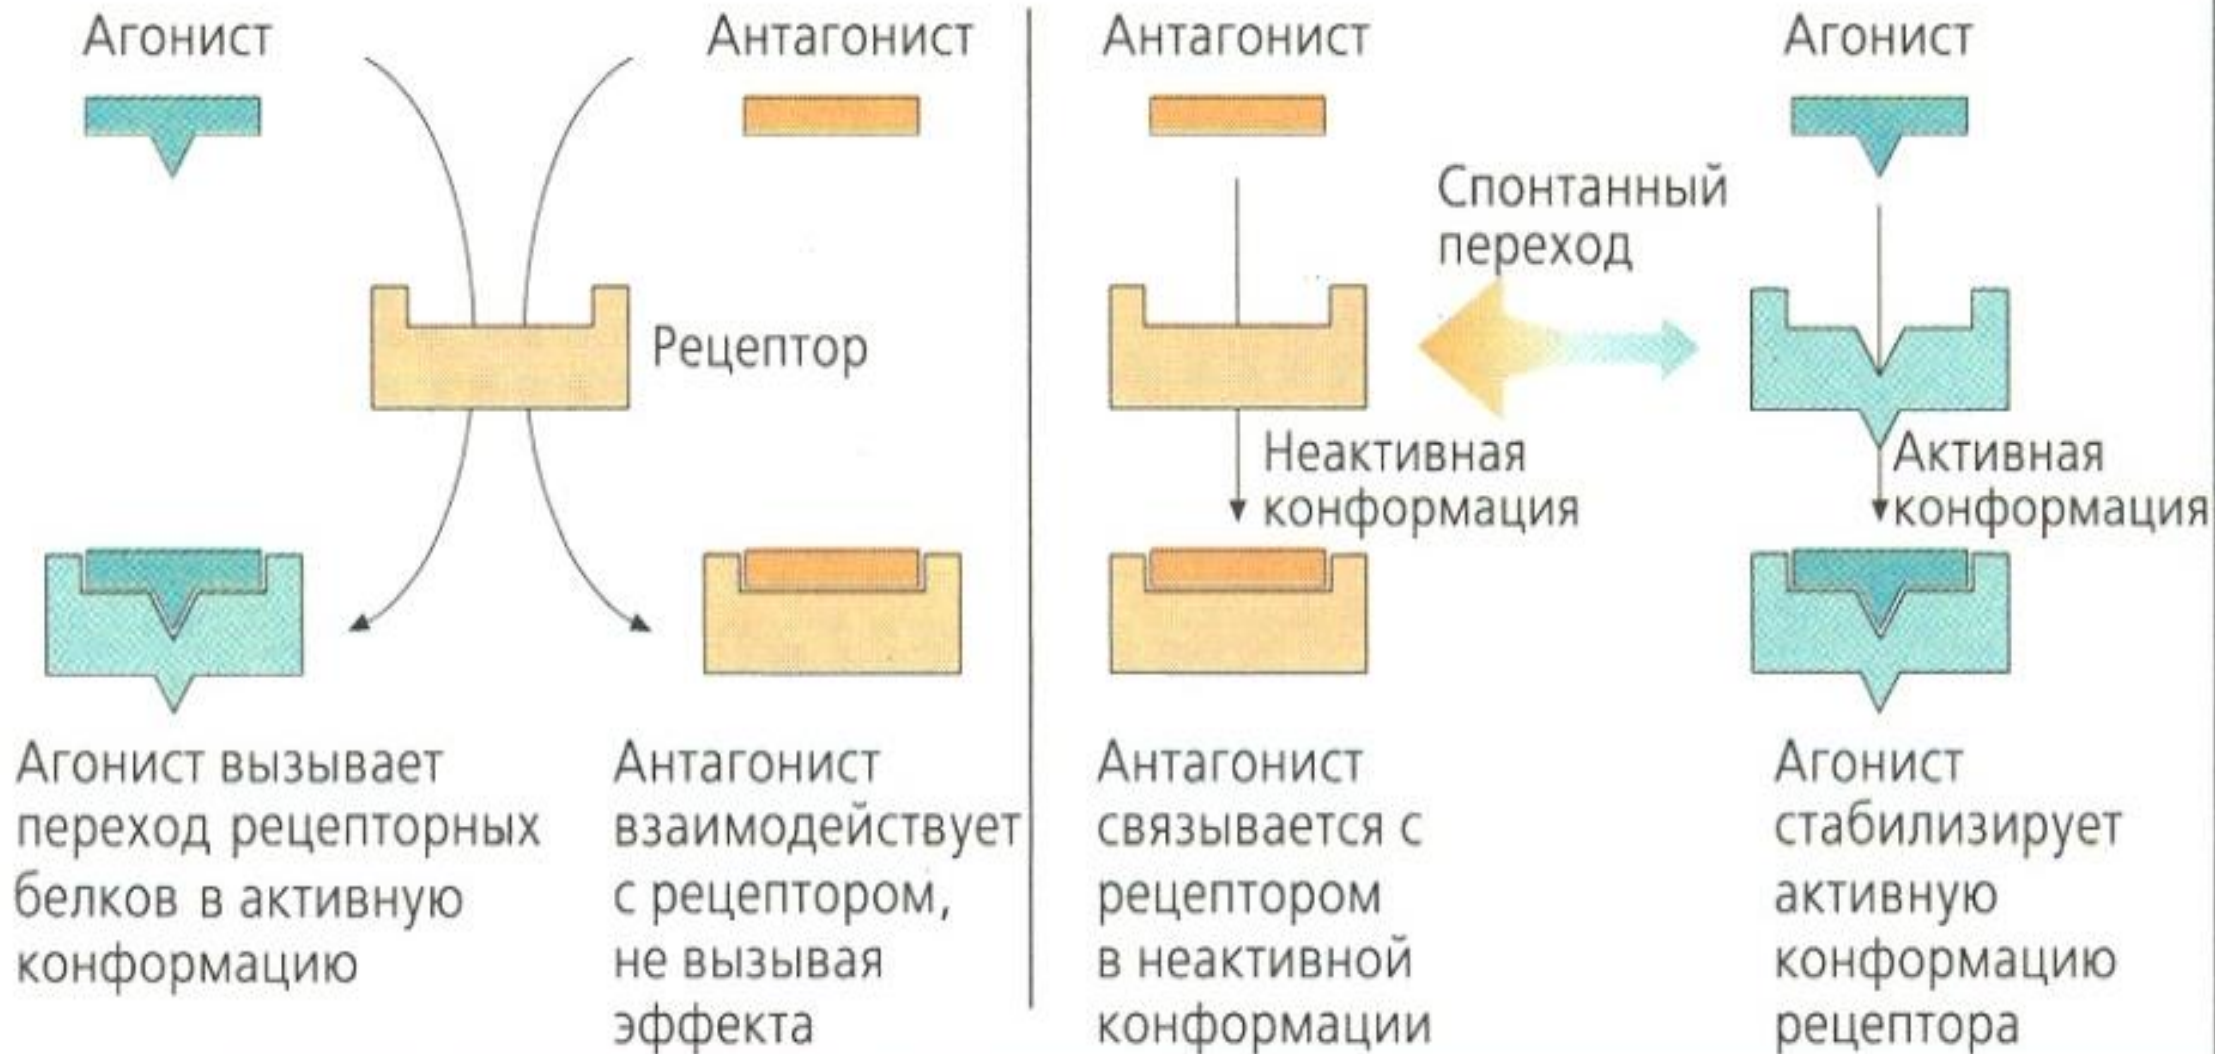 Агонист
Антагонист
Рецептор
Агонист вызывает
переход рецепторных
белков в активную
конформацию
Антагонист
взаимодействует
с рецептором,
не вызывая
эффекта
Антагонист
Агонист
Спонтанный
переход
Неактивная
конформация
Активная
конформация
Антагонист
связывается с
рецептором
в неактивной
конформации
Агонист
стабилизирует
активную
конформацию
рецептора